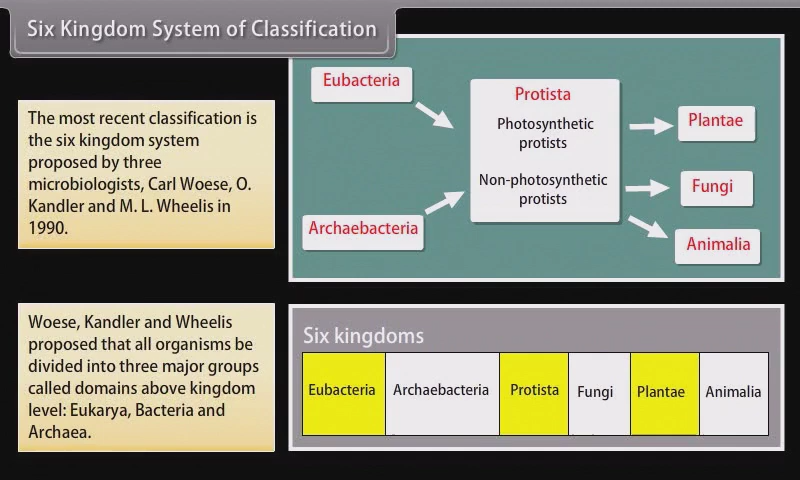 Six Kingdom System of Classification
The most recent classification is
the six kingdom system
proposed by three
microbiologists, Carl Woese, O.
Kandler and M. L. Wheelis in
1990.
Eubacteria
Archaebacteria
Protista
Photosynthetic
protists
Non-photosynthetic
protists
Plantae
Fungi
Animalia
Woese, Kandler and Wheelis
proposed that all organisms be
divided into three major groups
called domains above kingdom
level: Eukarya, Bacteria and
Archaea.
Six kingdoms
Eubacteria Archaebacteria Protista Fungi Plantae Animalia